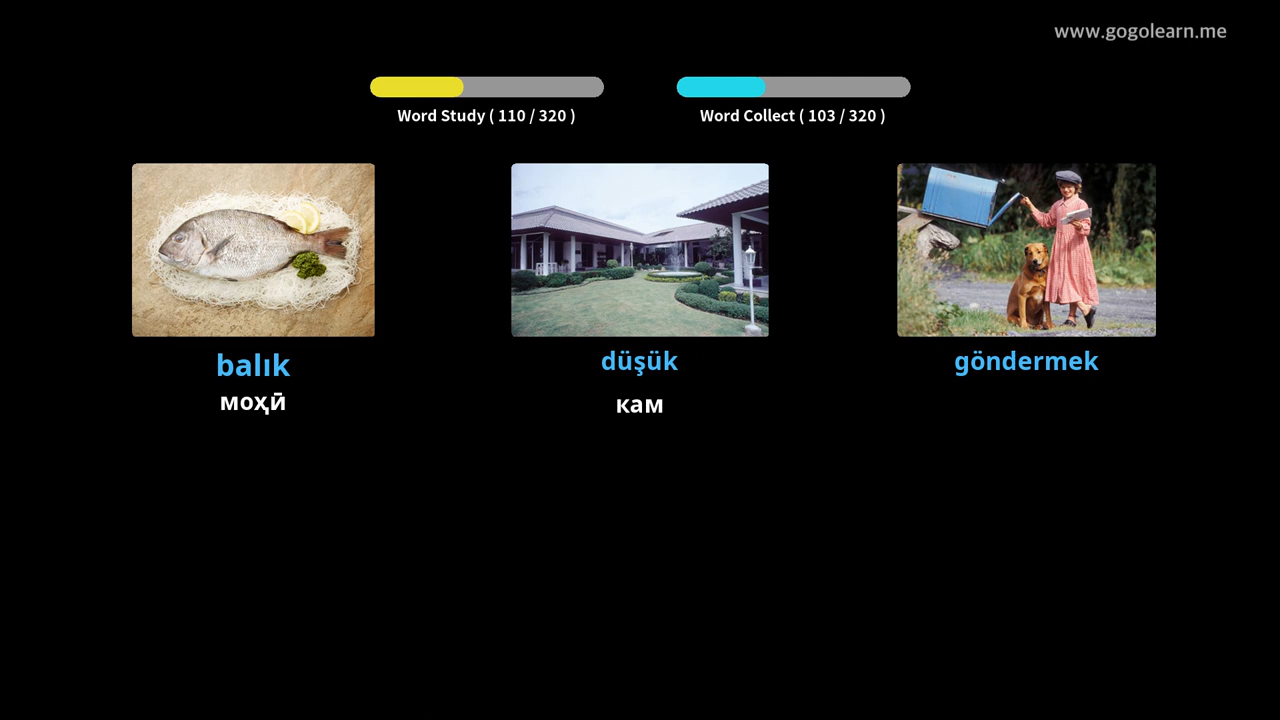 www.gogolearn.me
Word Study ( 110 / 320 )
Word Collect ( 103 / 320 )
balık
моҳӣ
düşük
кам
göndermek